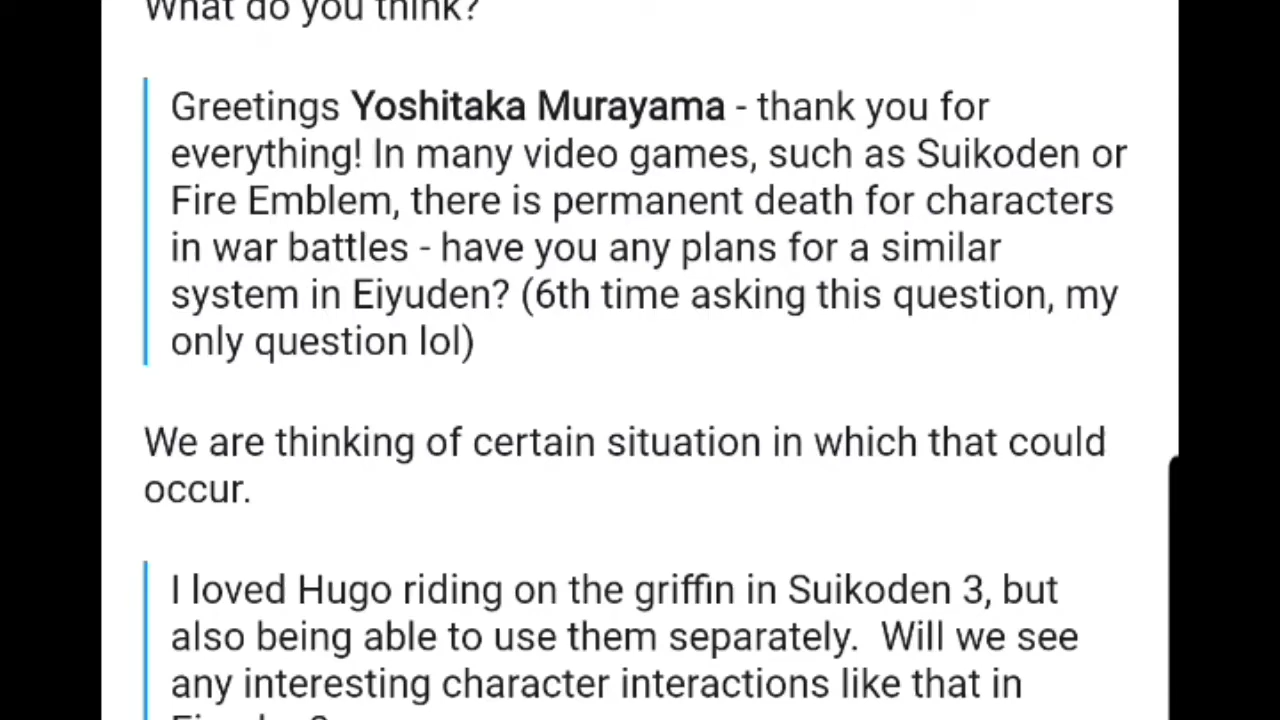 What do you think?
Greetings Yoshitaka Murayama - thank you for
everything! In many video games, such as Suikoden or
Fire Emblem, there is permanent death for characters
in war battles - have you any plans for a similar
system in Eiyuden? (6th time asking this question, my
only question lol)
We are thinking of certain situation in which that could
occur.
I loved Hugo riding on the griffin in Suikoden 3, but
also being able to use them separately.  Will we see
any interesting character interactions like that in